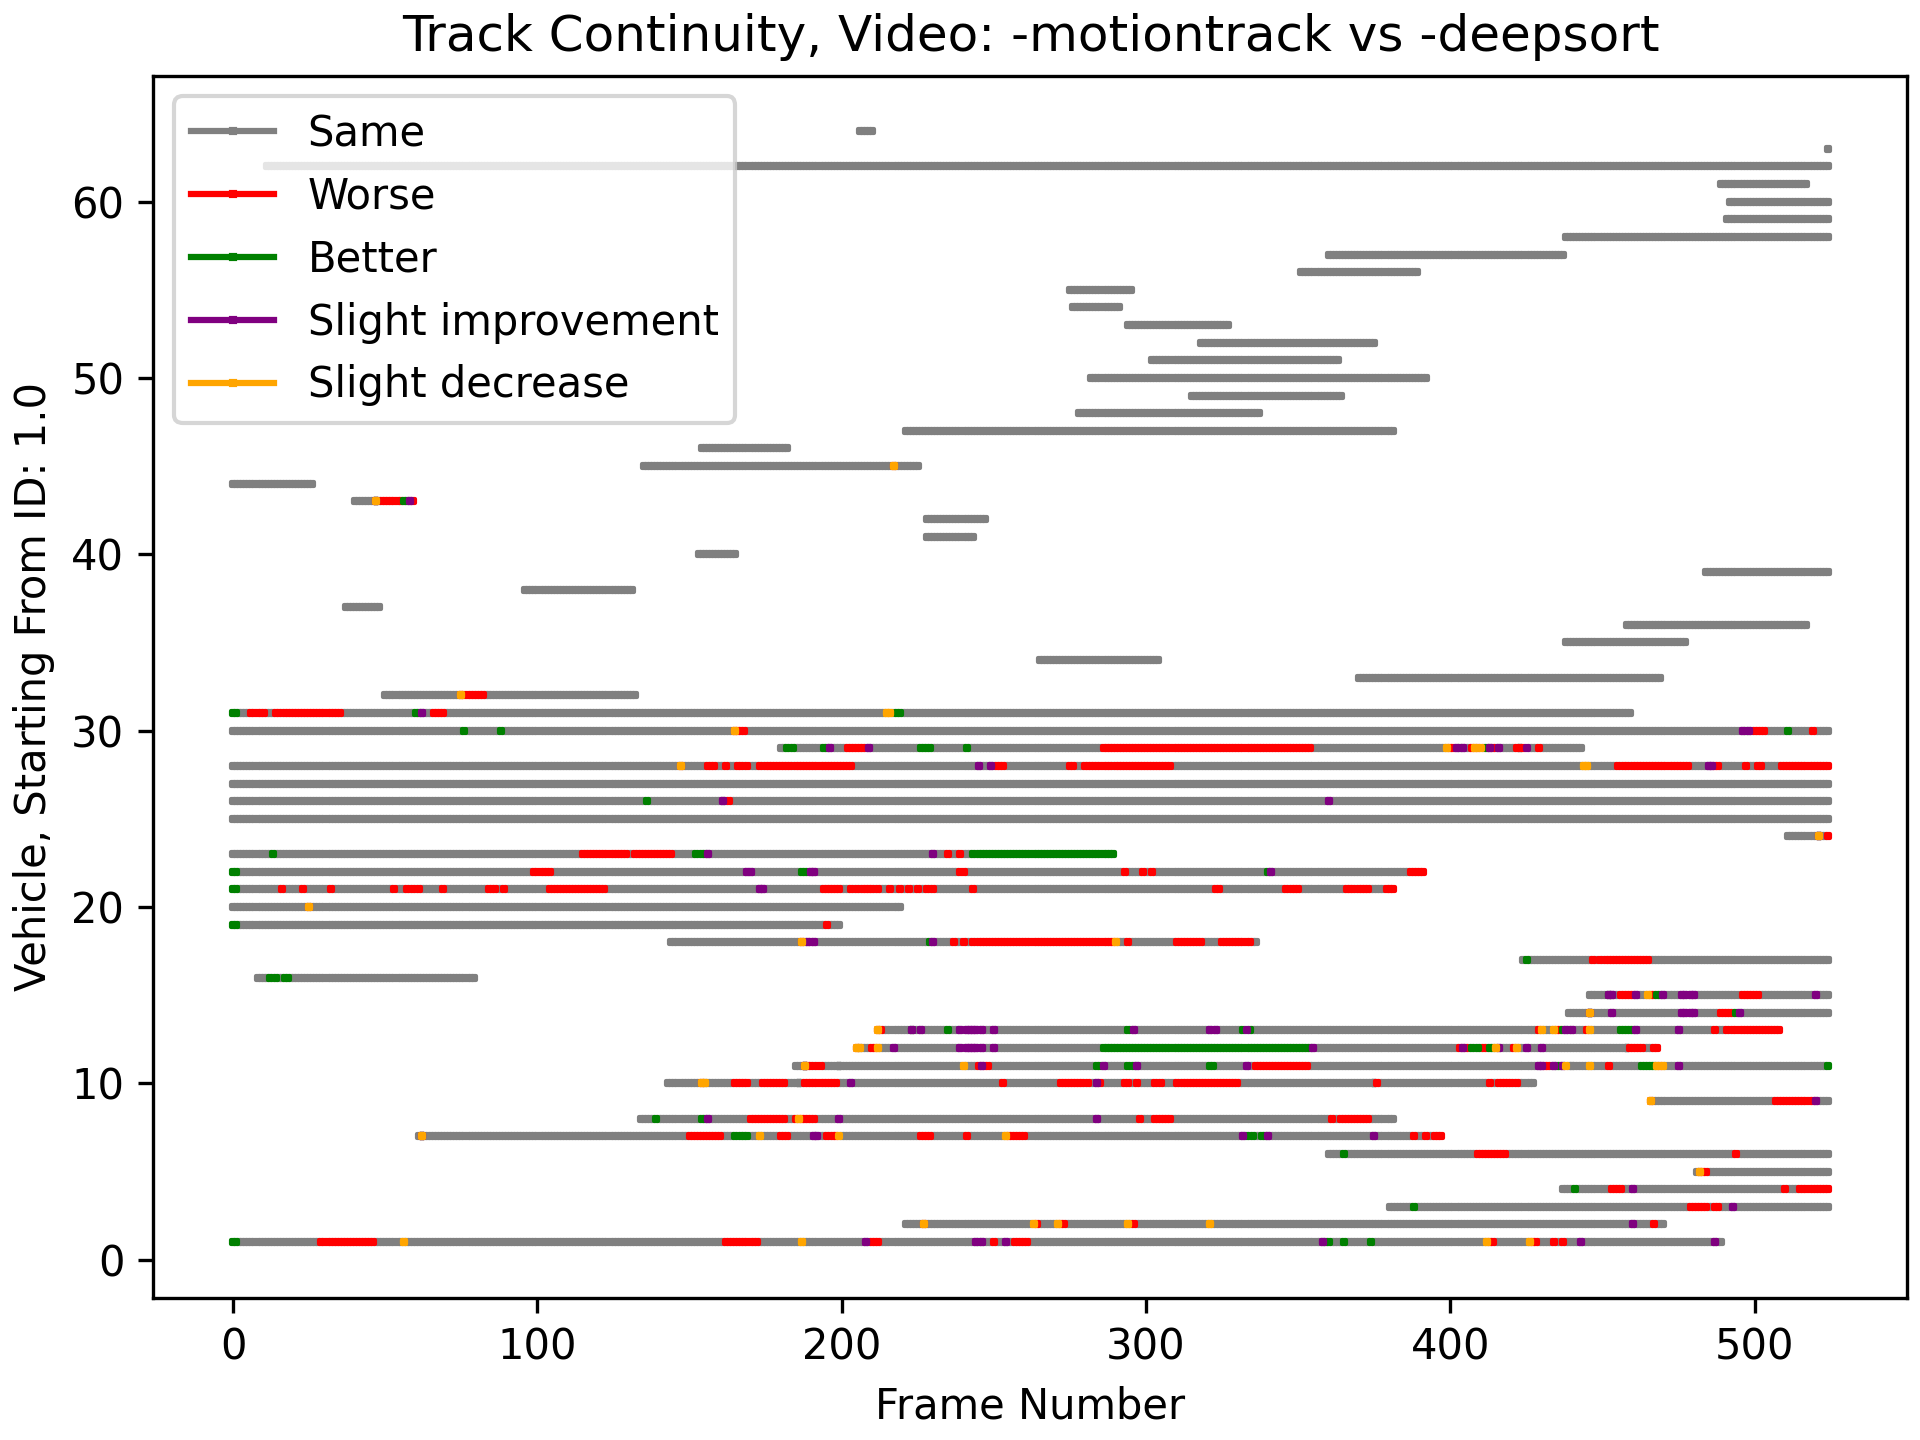 Track Continuity, Video: -motiontrack vs -deepsort
Same
Worse
Better
Slight improvement
Slight decrease
60
50
40
30
20
10
0
Vehicle, Starting From ID: 1.0
0 100 200 300 400 500
Frame Number